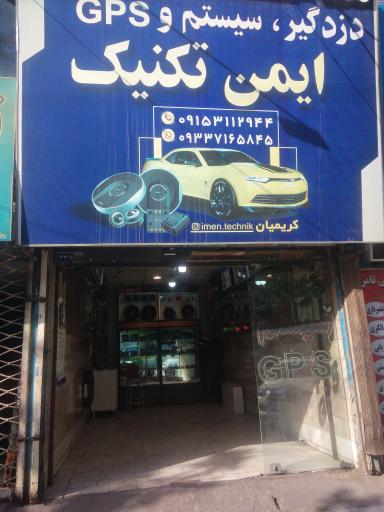 دزدگیر، سیستم و GPS
ایمن تکنیک
۰۹۱۵۳۱۱۲۹۴۴
۰۹۳۳۷۱۶۵۸۴۵
کریمیان imen.technik
GPS